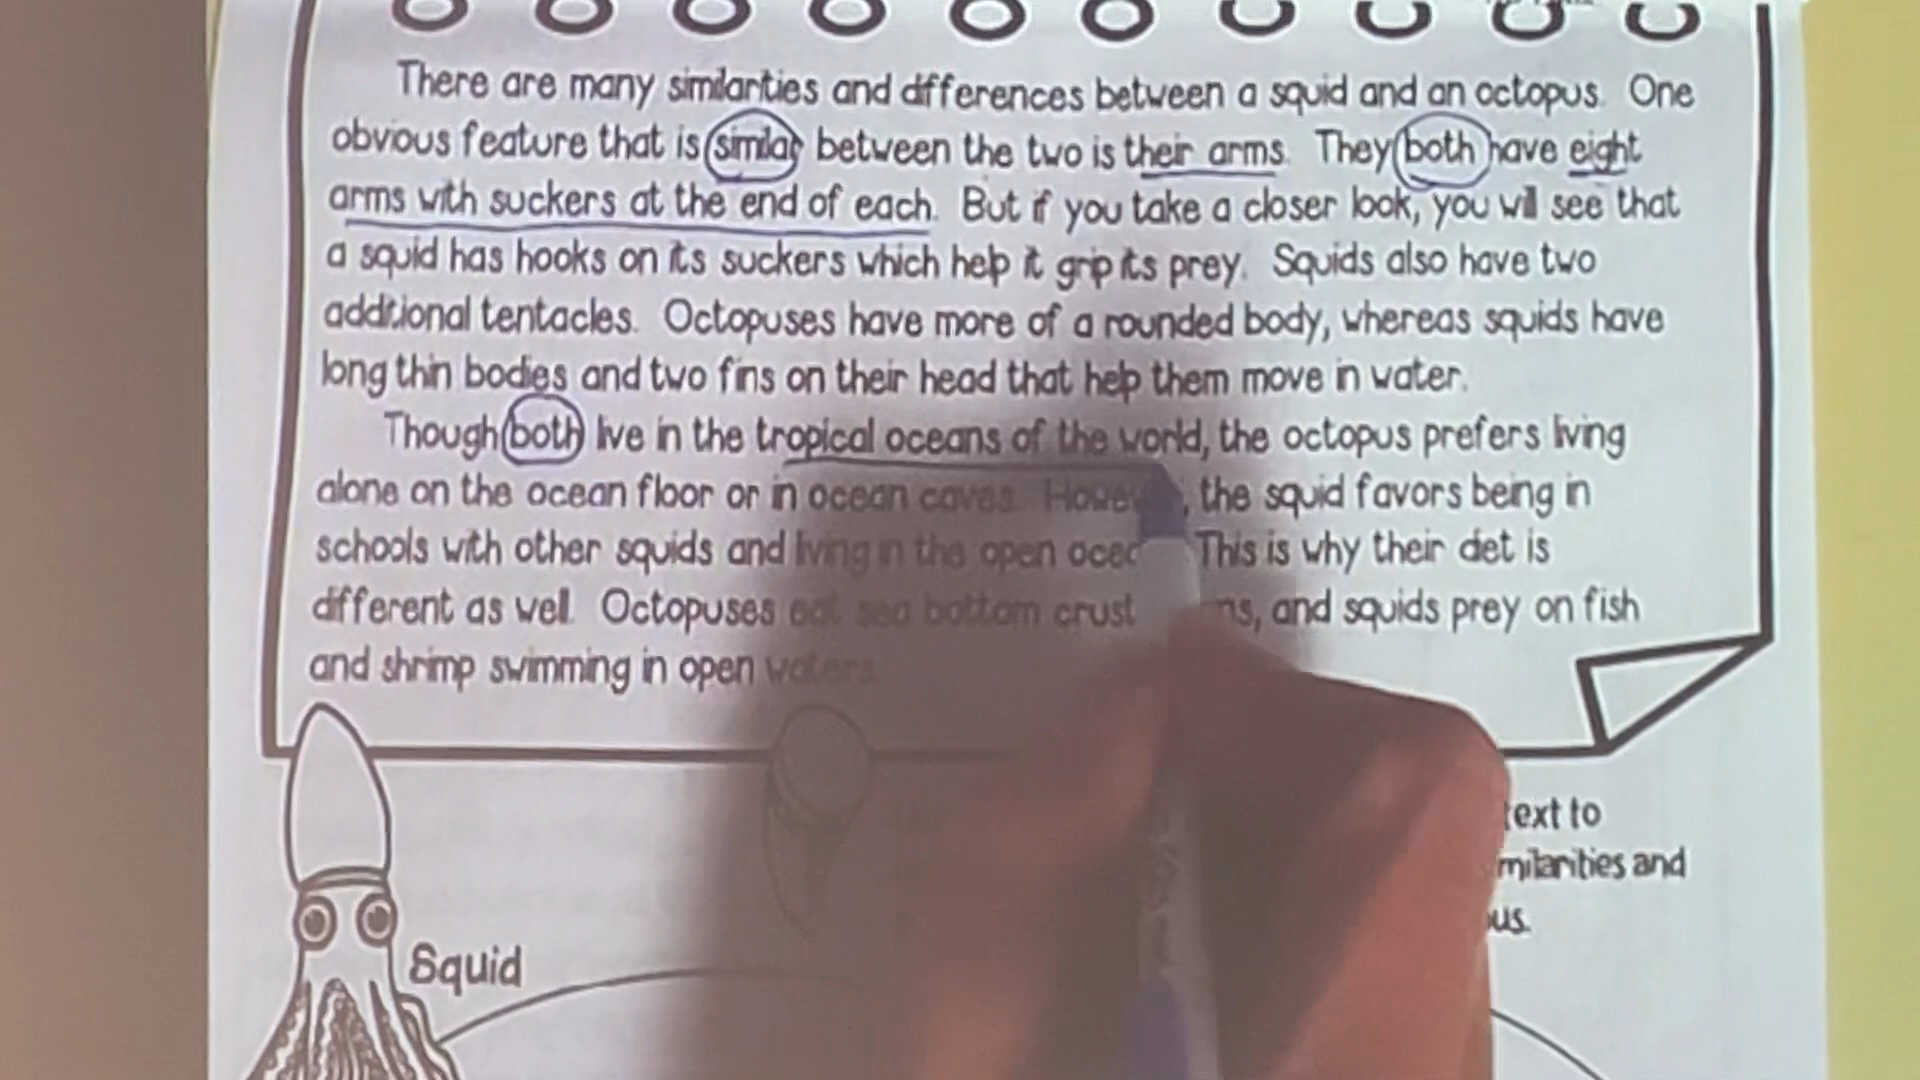 There are many similarities and differences between a squid and an octopus. One
obvious feature that is similar between the two is their arms. They both have eight
arms with suckers at the end of each. But if you take a closer look, you will see that
a squid has hooks on its suckers which help it grip its prey. Squids also have two
additional tentacles. Octopuses have more of a rounded body, whereas squids have
long thin bodies and two fins on their head that help them move in water.
Though both live in the tropical oceans of the world, the octopus prefers living
alone on the ocean floor or in ocean caves. the squid favors being in
schools with other squids and living in the open This is why their diet is
different as well. Octopuses eat sea bottom and squids prey on fish
and shrimp swimming in open waters.
text to
and
Squid